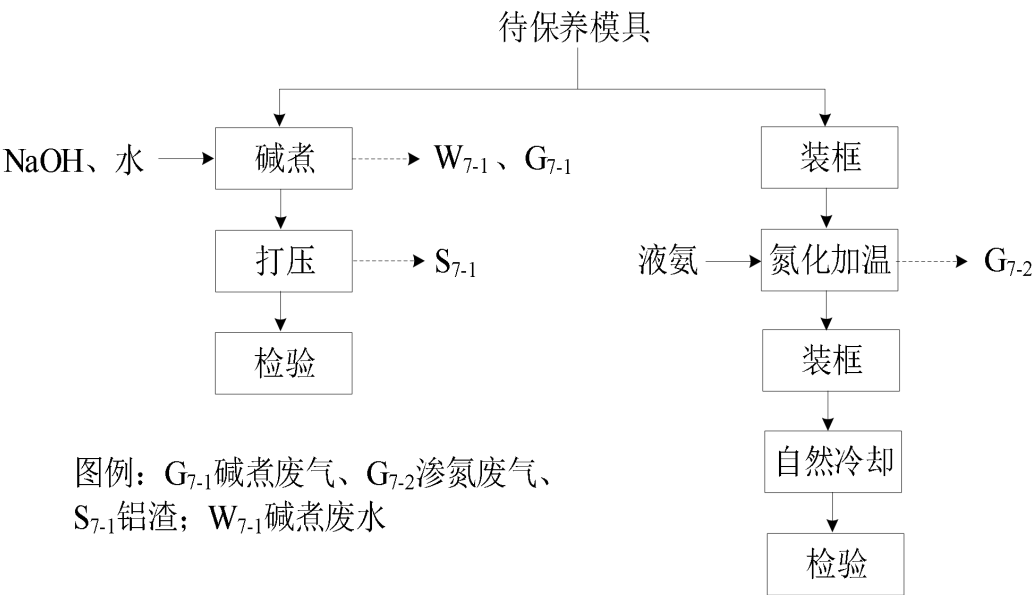 待保养模具
NaOH、水
碱煮
W7-1、G7-1
装框
打压
S7-1
液氨
氮化加温
G7-2
检验
装框
自然冷却
检验
图例：G7-1碱煮废气、G7-2渗氮废气、
S7-1铝渣；W7-1碱煮废水